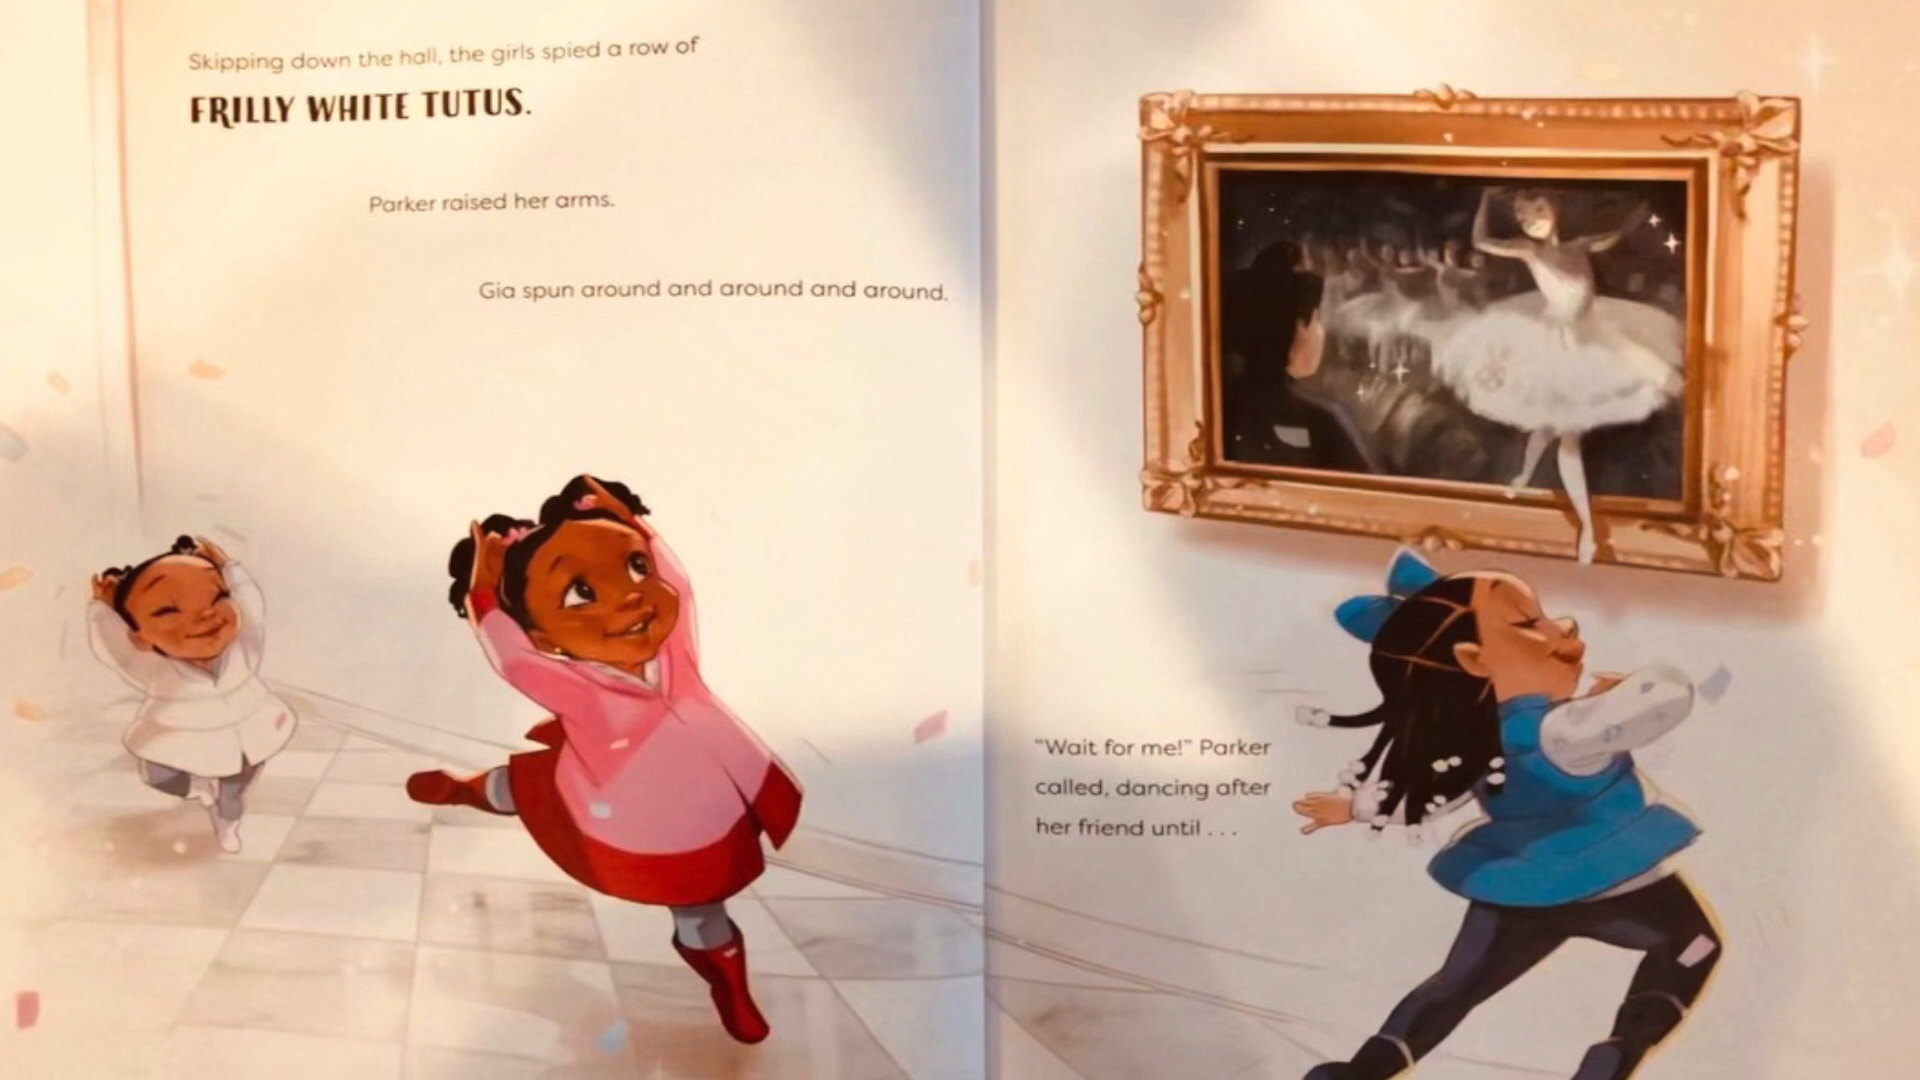 Skipping down the hall, the girls spied a row of
FRILLY WHITE TUTUS.
Parker raised her arms.
Gia spun around and around and around.
“Wait for me!” Parker
called, dancing after
her friend until . . .